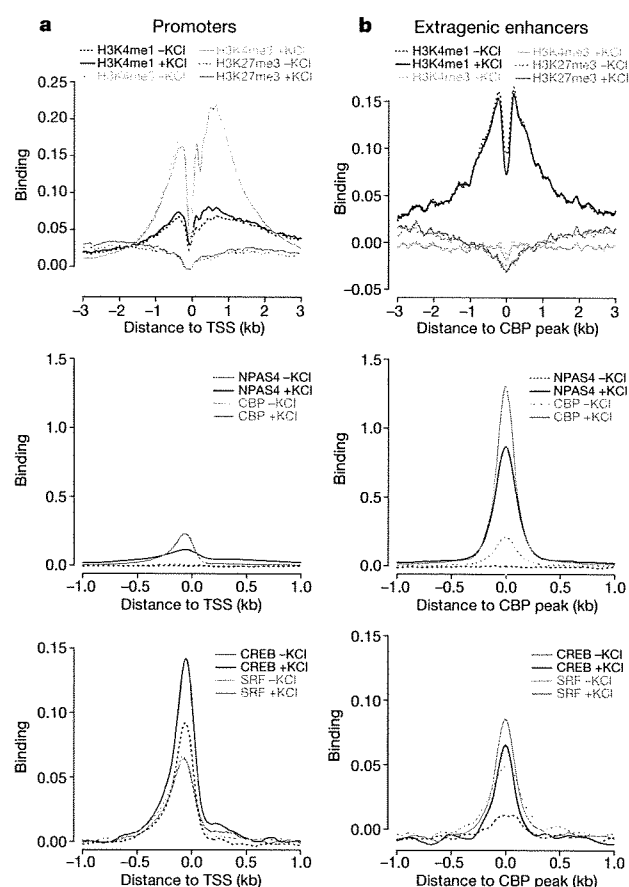 a Promoters
H3K4me1 –KCl H3K4me3 +KCl
H3K4me1 +KCl H3K27me3 –KCl
H3K4me3 –KCl H3K27me3 +KCl
Binding
0.25
0.20
0.15
0.10
0.05
0.00
–3 –2 –1 0 1 2 3
Distance to TSS (kb)
b Extragenic enhancers
H3K4me1 –KCl H3K4me3 +KCl
H3K4me1 +KCl H3K27me3 –KCl
H3K4me3 –KCl H3K27me3 +KCl
Binding
0.15
0.10
0.05
0.00
–0.05
–3 –2 –1 0 1 2 3
Distance to CBP peak (kb)
NPAS4 –KCl
NPAS4 +KCl
CBP –KCl
CBP +KCl
Binding
1.5
1.0
0.5
0.0
–1.0 –0.5 0.0 0.5 1.0
Distance to TSS (kb)
NPAS4 –KCl
NPAS4 +KCl
CBP –KCl
CBP +KCl
Binding
1.5
1.0
0.5
0.0
–1.0 –0.5 0.0 0.5 1.0
Distance to CBP peak (kb)
CREB –KCl
CREB +KCl
SRF –KCl
SRF +KCl
Binding
0.15
0.10
0.05
0.00
–1.0 –0.5 0.0 0.5 1.0
Distance to TSS (kb)
CREB –KCl
CREB +KCl
SRF –KCl
SRF +KCl
Binding
0.15
0.10
0.05
0.00
–1.0 –0.5 0.0 0.5 1.0
Distance to CBP peak (kb)